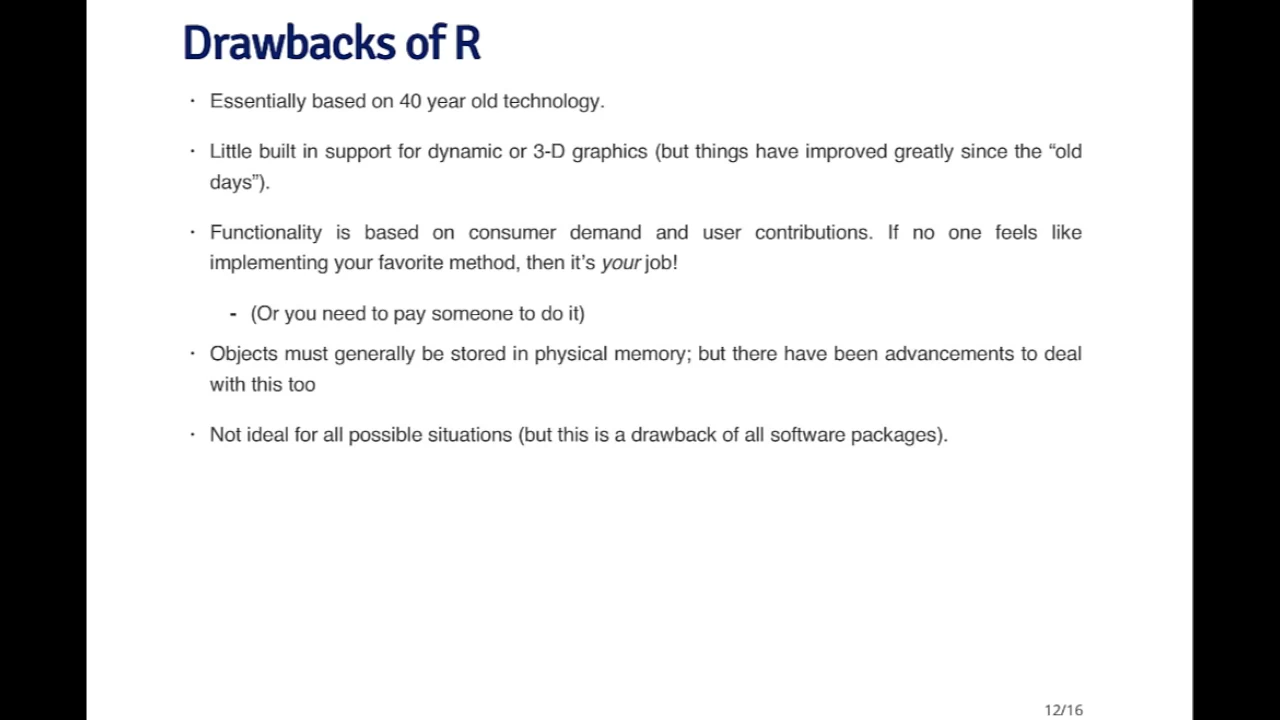 Drawbacks of R
· Essentially based on 40 year old technology.
· Little built in support for dynamic or 3-D graphics (but things have improved greatly since the “old
days”).
· Functionality is based on consumer demand and user contributions. If no one feels like
implementing your favorite method, then it’s your job!
- (Or you need to pay someone to do it)
· Objects must generally be stored in physical memory; but there have been advancements to deal
with this too
· Not ideal for all possible situations (but this is a drawback of all software packages).
12/16